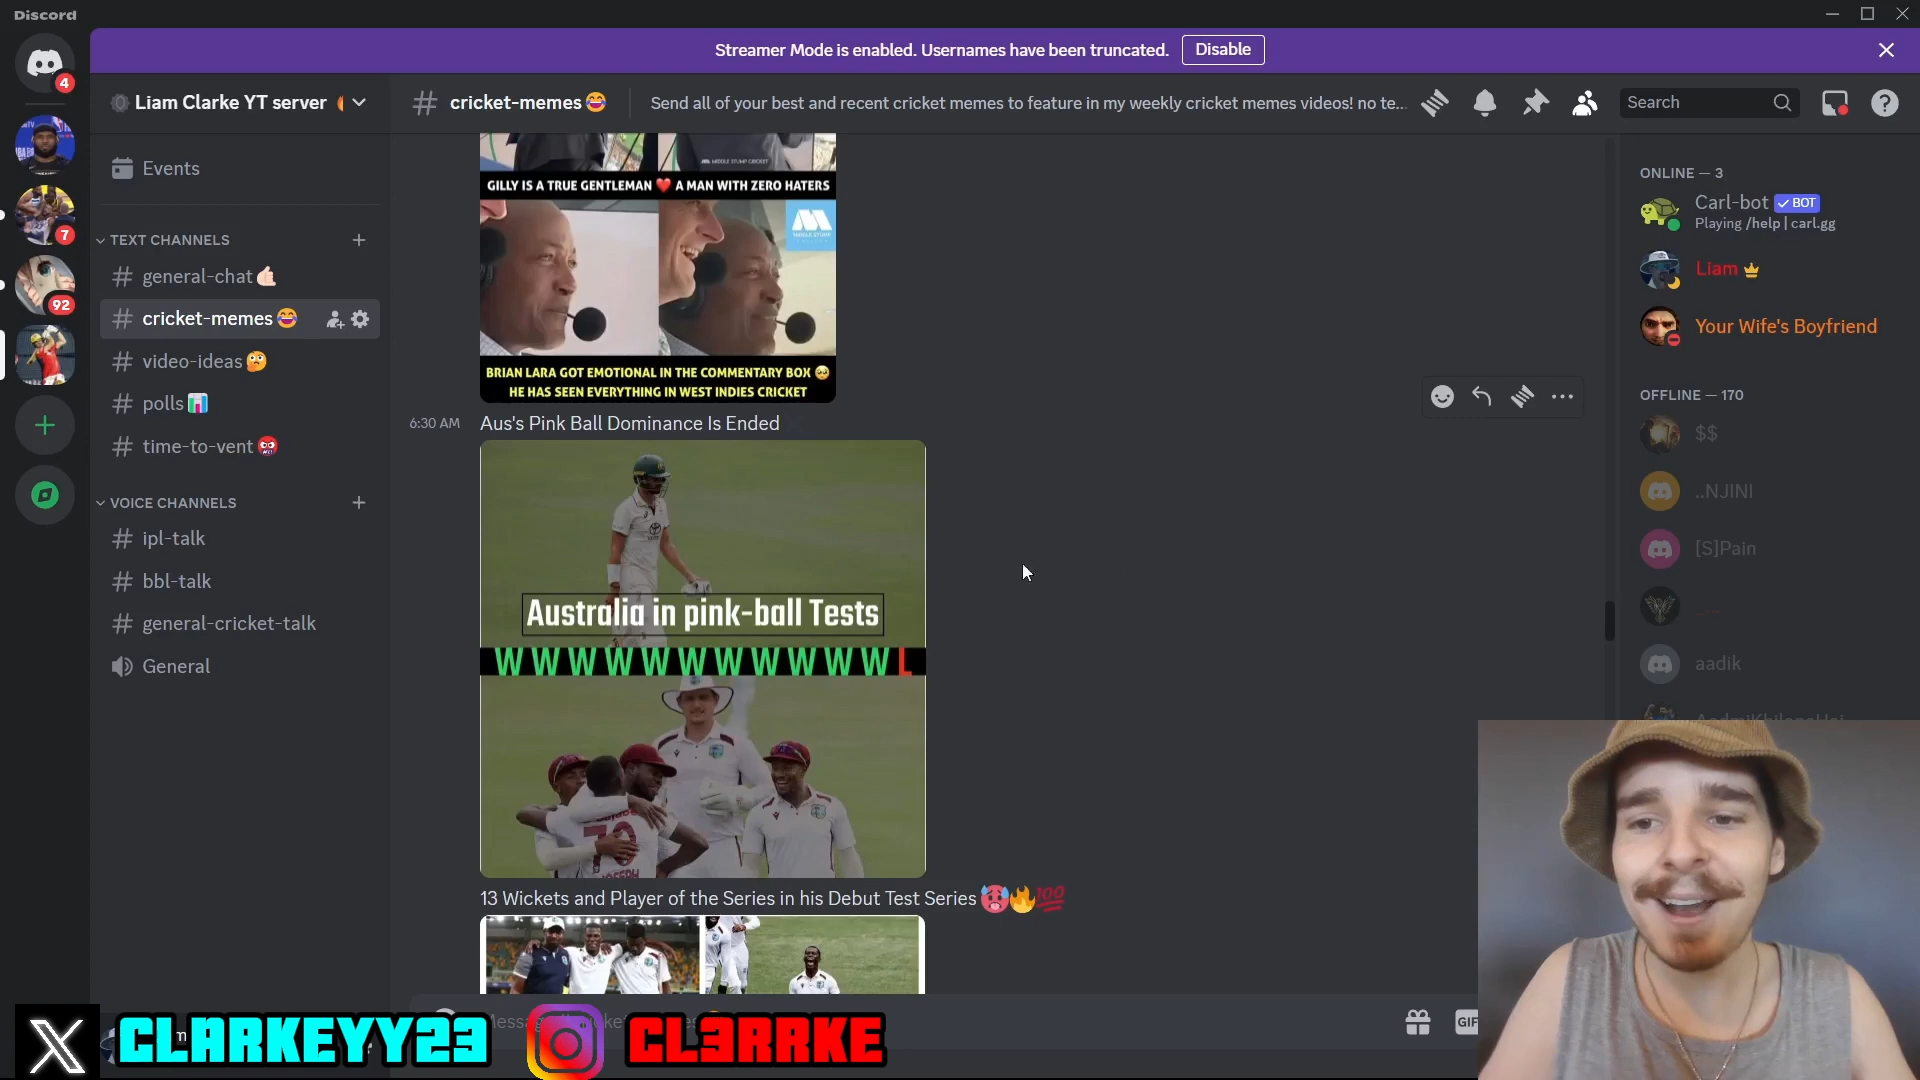 Discord
Streamer Mode is enabled. Usernames have been truncated.
Disable
4
7
92
Liam Clarke YT server
cricket-memes😂
Send all of your best and recent cricket memes to feature in my weekly cricket memes videos! no te...
Search
Events
TEXT CHANNELS
general-chat🤙🏻
cricket-memes😂
video-ideas🤔
polls📊
time-to-vent🤬
VOICE CHANNELS
ipl-talk
bbl-talk
general-cricket-talk
General
MIDDLE STUMP CRICKET
GILLY IS A TRUE GENTLEMAN ❤️ A MAN WITH ZERO HATERS
BRIAN LARA GOT EMOTIONAL IN THE COMMENTARY BOX 🥹
HE HAS SEEN EVERYTHING IN WEST INDIES CRICKET
6:30 AM
Aus's Pink Ball Dominance Is Ended
Australia in pink-ball Tests
W W W W W W W W W W W L
70
JOSEPH
13 Wickets and Player of the Series in his Debut Test Series 🥵🔥💯
ONLINE — 3
Carl-bot ✓ BOT
Playing /help | carl.gg
Liam
Your Wife's Boyfriend
OFFLINE — 170
$$
..NJINI
[S]Pain
aadik
GIF
CLARKEYY23
CL3RRKE